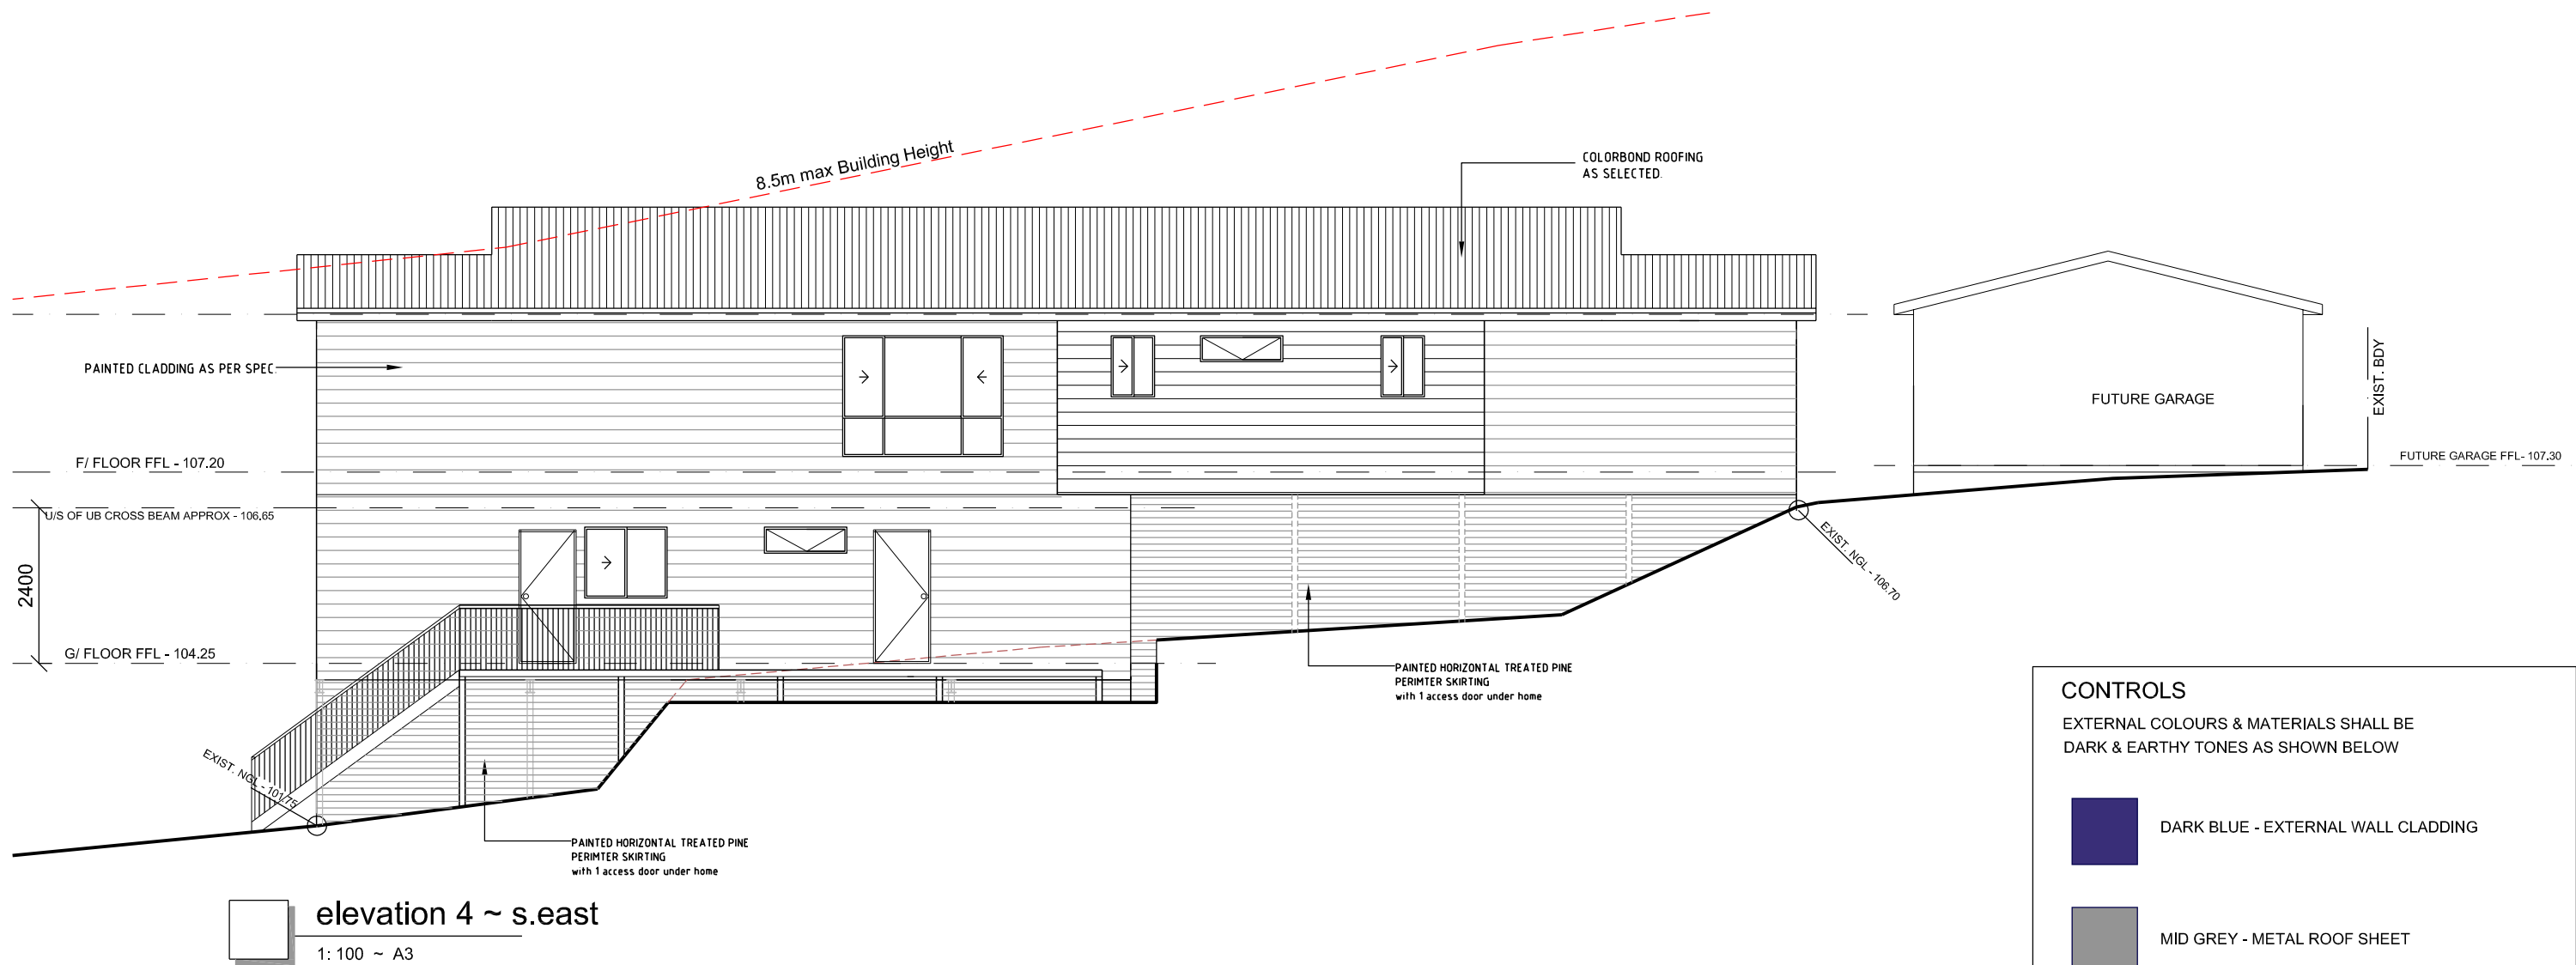 8.5m max Building Height
COLORBOND ROOFING
AS SELECTED.
PAINTED CLADDING AS PER SPEC.
FUTURE GARAGE
EXIST. BDY
F/ FLOOR FFL - 107.20
FUTURE GARAGE FFL- 107.30
U/S OF UB CROSS BEAM APPROX - 106.65
EXIST. NGL - 106.70
2400
G/ FLOOR FFL - 104.25
PAINTED HORIZONTAL TREATED PINE
PERIMTER SKIRTING
with 1 access door under home
EXIST. NGL - 101.75
PAINTED HORIZONTAL TREATED PINE
PERIMTER SKIRTING
with 1 access door under home
CONTROLS
EXTERNAL COLOURS & MATERIALS SHALL BE
DARK & EARTHY TONES AS SHOWN BELOW
DARK BLUE - EXTERNAL WALL CLADDING
MID GREY - METAL ROOF SHEET
elevation 4 ~ s.east
1: 100 ~ A3